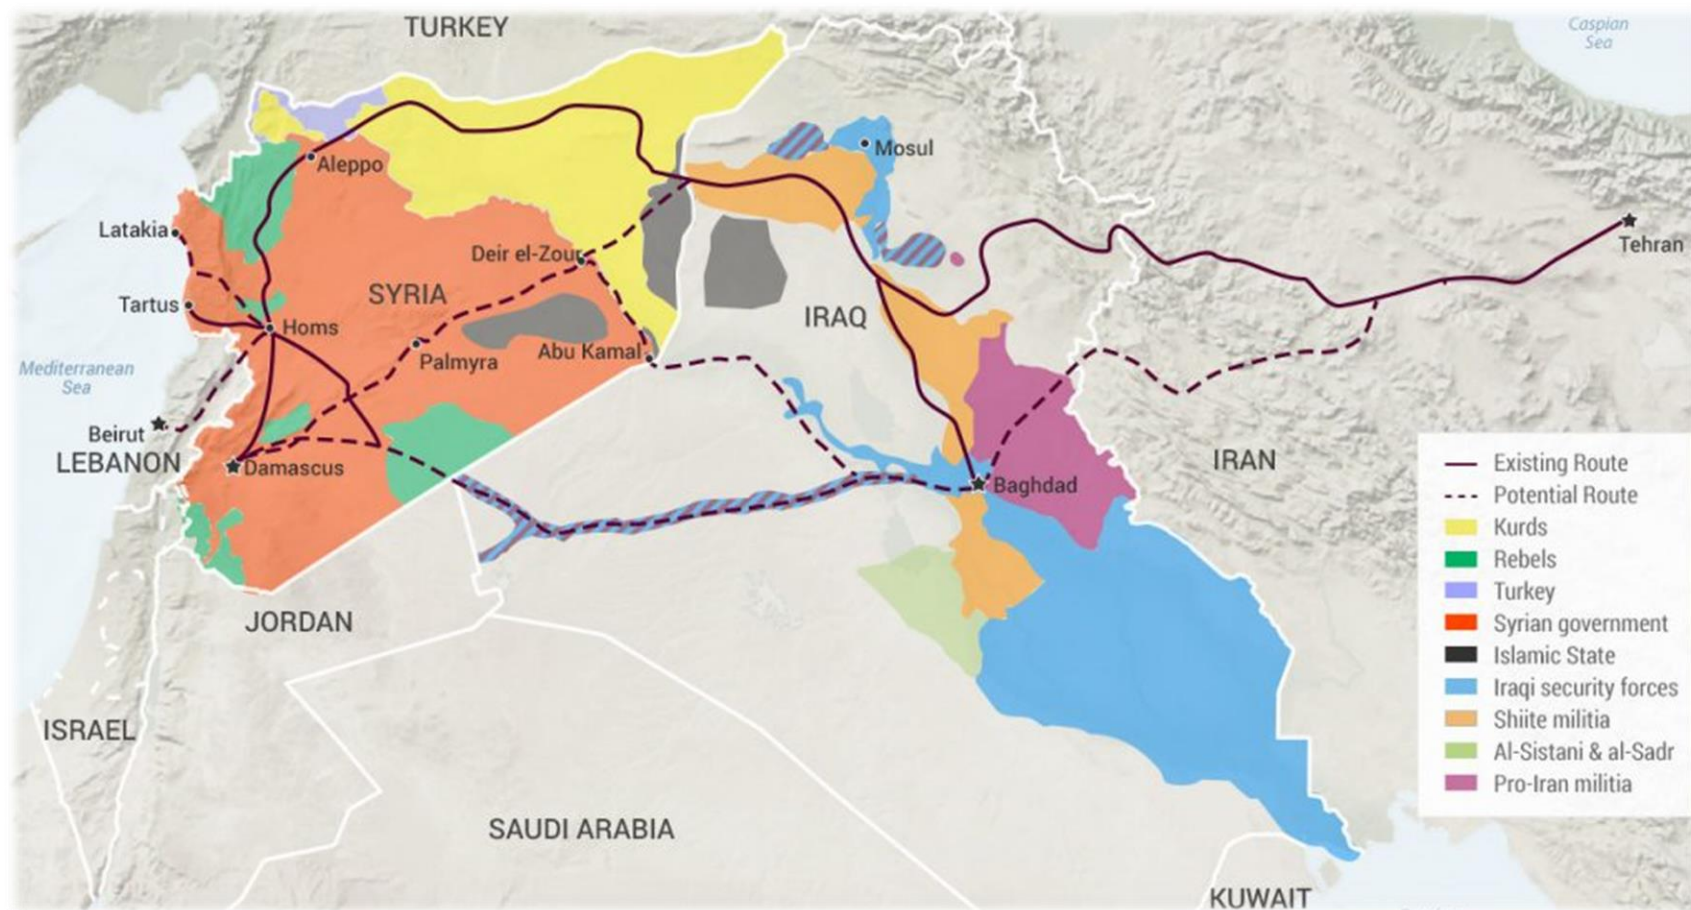 TURKEY
Caspian
Sea
Mosul
Aleppo
Latakia
Tehran
Deir el-Zour
SYRIA
Tartus
IRAQ
Homs
Abu Kamal
Palmyra
Mediterranean
Sea
Beirut
LEBANON
Damascus
IRAN
Baghdad
JORDAN
ISRAEL
SAUDI ARABIA
KUWAIT
Existing Route
Potential Route
Kurds
Rebels
Turkey
Syrian government
Islamic State
Iraqi security forces
Shiite militia
Al-Sistani & al-Sadr
Pro-Iran militia